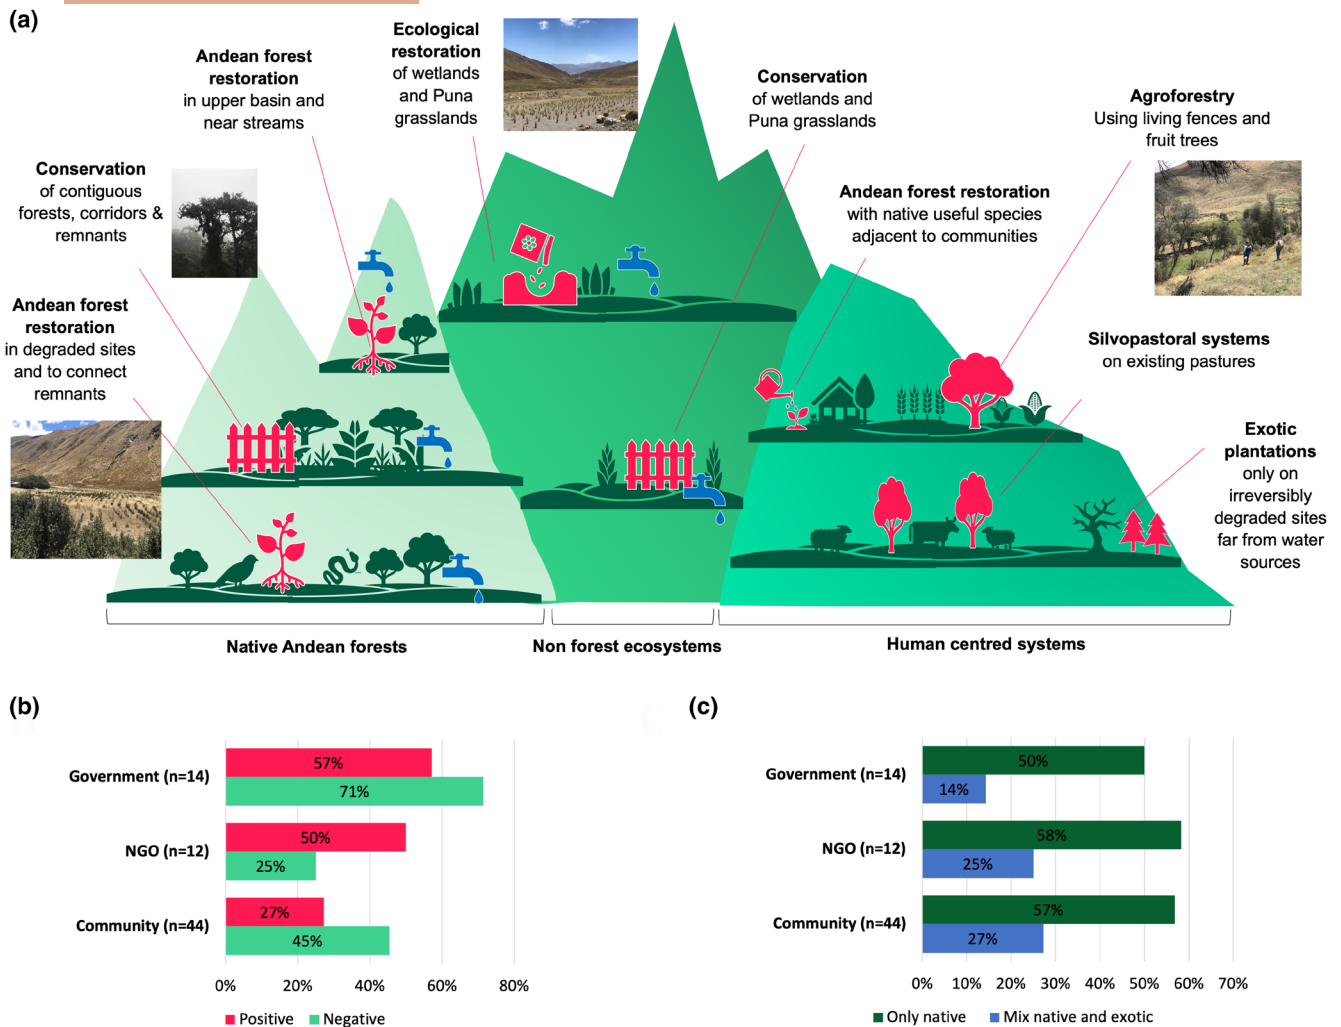 (a)
Andean forest
restoration
in upper basin and
near streams
Ecological
restoration
of wetlands
and Puna
grasslands
Conservation
of wetlands and
Puna grasslands
Agroforestry
Using living fences and
fruit trees
Conservation
of contiguous
forests, corridors &
remnants
Andean forest restoration
with native useful species
adjacent to communities
Andean forest
restoration
in degraded sites
and to connect
remnants
Silvopastoral systems
on existing pastures
Exotic
plantations
only on
irreversibly
degraded sites
far from water
sources
Native Andean forests
Non forest ecosystems
Human centred systems
(b)
Government (n=14)
57%
71%
NGO (n=12)
50%
25%
Community (n=44)
27%
45%
0% 20% 40% 60% 80%
Positive Negative
(c)
Government (n=14)
50%
14%
NGO (n=12)
58%
25%
Community (n=44)
57%
27%
0% 10% 20% 30% 40% 50% 60% 70%
Only native Mix native and exotic